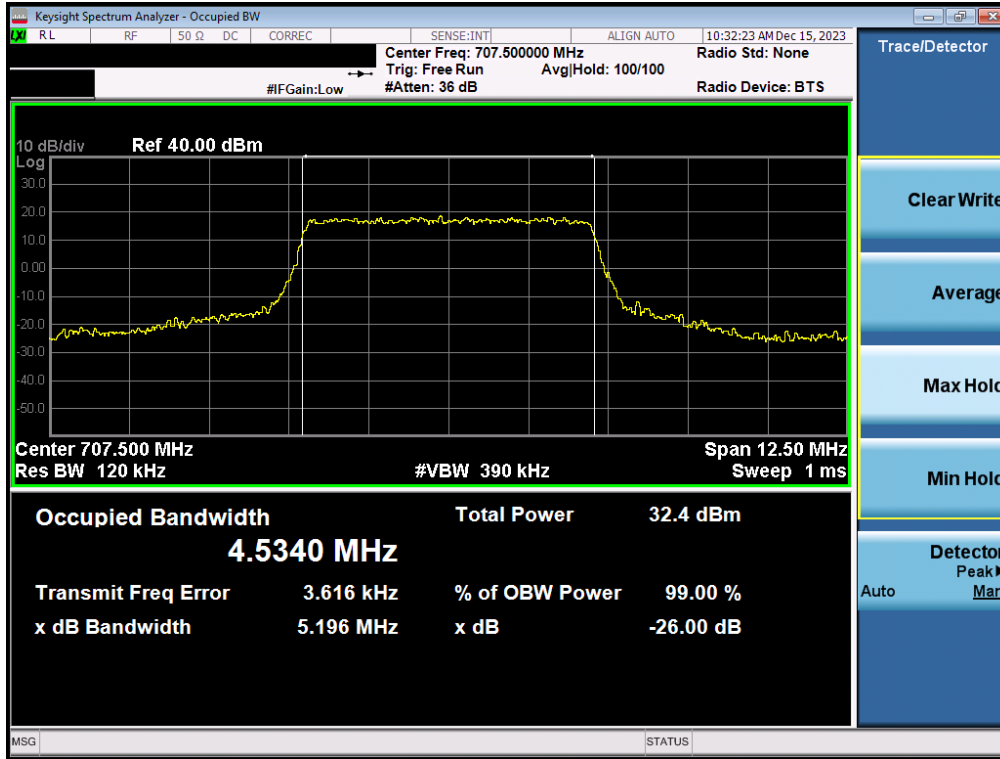 Keysight Spectrum Analyzer - Occupied BW
LXI RL RF 50 Ω DC CORREC SENSE:INT ALIGN AUTO 10:32:23 AM Dec 15, 2023
Center Freq: 707.500000 MHz Radio Std: None
Trig: Free Run Avg|Hold: 100/100
#IFGain:Low #Atten: 36 dB Radio Device: BTS
Trace/Detector
10 dB/div Ref 40.00 dBm
Log
30.0
20.0
10.0
0.00
-10.0
-20.0
-30.0
-40.0
-50.0
Center 707.500 MHz Span 12.50 MHz
Res BW 120 kHz #VBW 390 kHz Sweep 1 ms
Occupied Bandwidth Total Power 32.4 dBm
4.5340 MHz
Transmit Freq Error 3.616 kHz % of OBW Power 99.00 %
x dB Bandwidth 5.196 MHz x dB -26.00 dB
Clear Write
Average
Max Hold
Min Hold
Detector
Peak
Auto Man
MSG STATUS